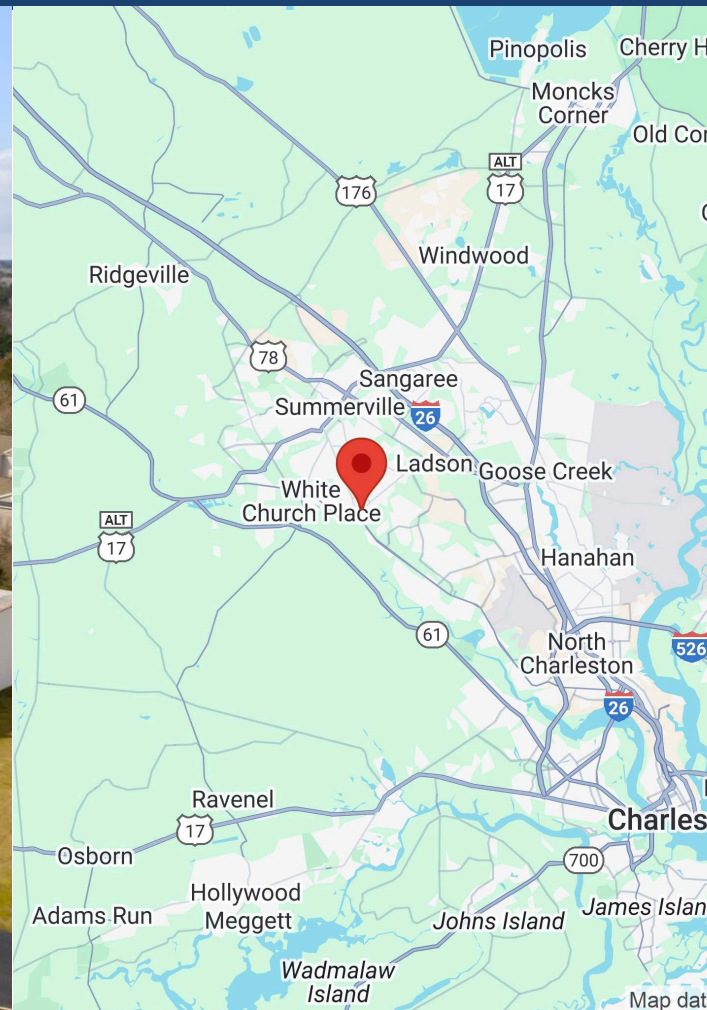 Pinopolis
Cherry H
Moncks
Corner
Old Cor
ALT
17
176
Windwood
Ridgeville
78
Sangaree
61
Summerville
26
Ladson
Goose Creek
White
Church Place
ALT
17
Hanahan
61
North
Charleston
526
26
Ravenel
17
Charles
Osborn
700
Hollywood
Meggett
James Islan
Adams Run
Johns Island
Wadmalaw
Island
Map dat